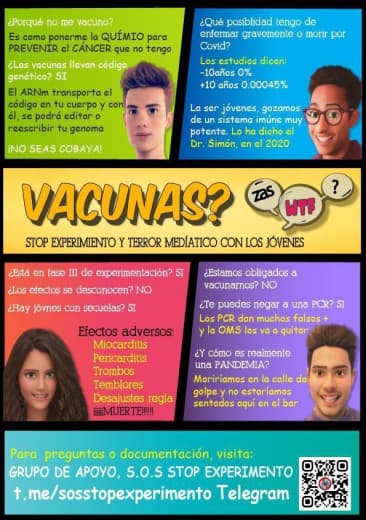 ¿Porqué no me vacuno?
Es como ponerme la QUÍMIO para
PREVENIR el CÁNCER que no tengo
¿Las vacunas llevan código
genético? SI
El ARNm transporta el
código en tu cuerpo y con
él, se podrá editar o
reescribir tu genoma
¡NO SEAS COBAYA!
¿Qué posiblidad tengo de
enfermar gravemente o morir por
Covid?
Los estudios dicen:
-10años 0%
+10 años 0.00045%
La ser jóvenes, gozamos
de un sistema imúne muy
potente. Lo ha dicho el
Dr. Simón, en el 2020
VACUNAS?
ZAS
WTF
?
STOP EXPERIMIENTO Y TERROR MEDÍATICO CON LOS JÓVENES
¿Está en fase III de experimentación? SI
¿Los efectos se desconocen? NO
¿Hay jóvnes con secuelas? SI
Efectos adversos:
Miocarditis
Pericarditis
Trombos
Temblores
Desajustes regla
¡¡¡¡¡MUERTE!!!!!!
¿Estamos obligados a
vacunarnos? NO
¿Te puedes negar a una PCR? SI
Los PCR dan muchos falsos +
y la OMS los va a quitar
¿Y cómo es realmente
una PANDEMIA?
Moriríamos en la calle de
golpe y no estaríamos
sentados aquí en el bar
Para preguntas o documentación, visita:
GRUPO DE APOYO, S.O.S STOP EXPERIMENTO
t.me/sosstopexperimento Telegram